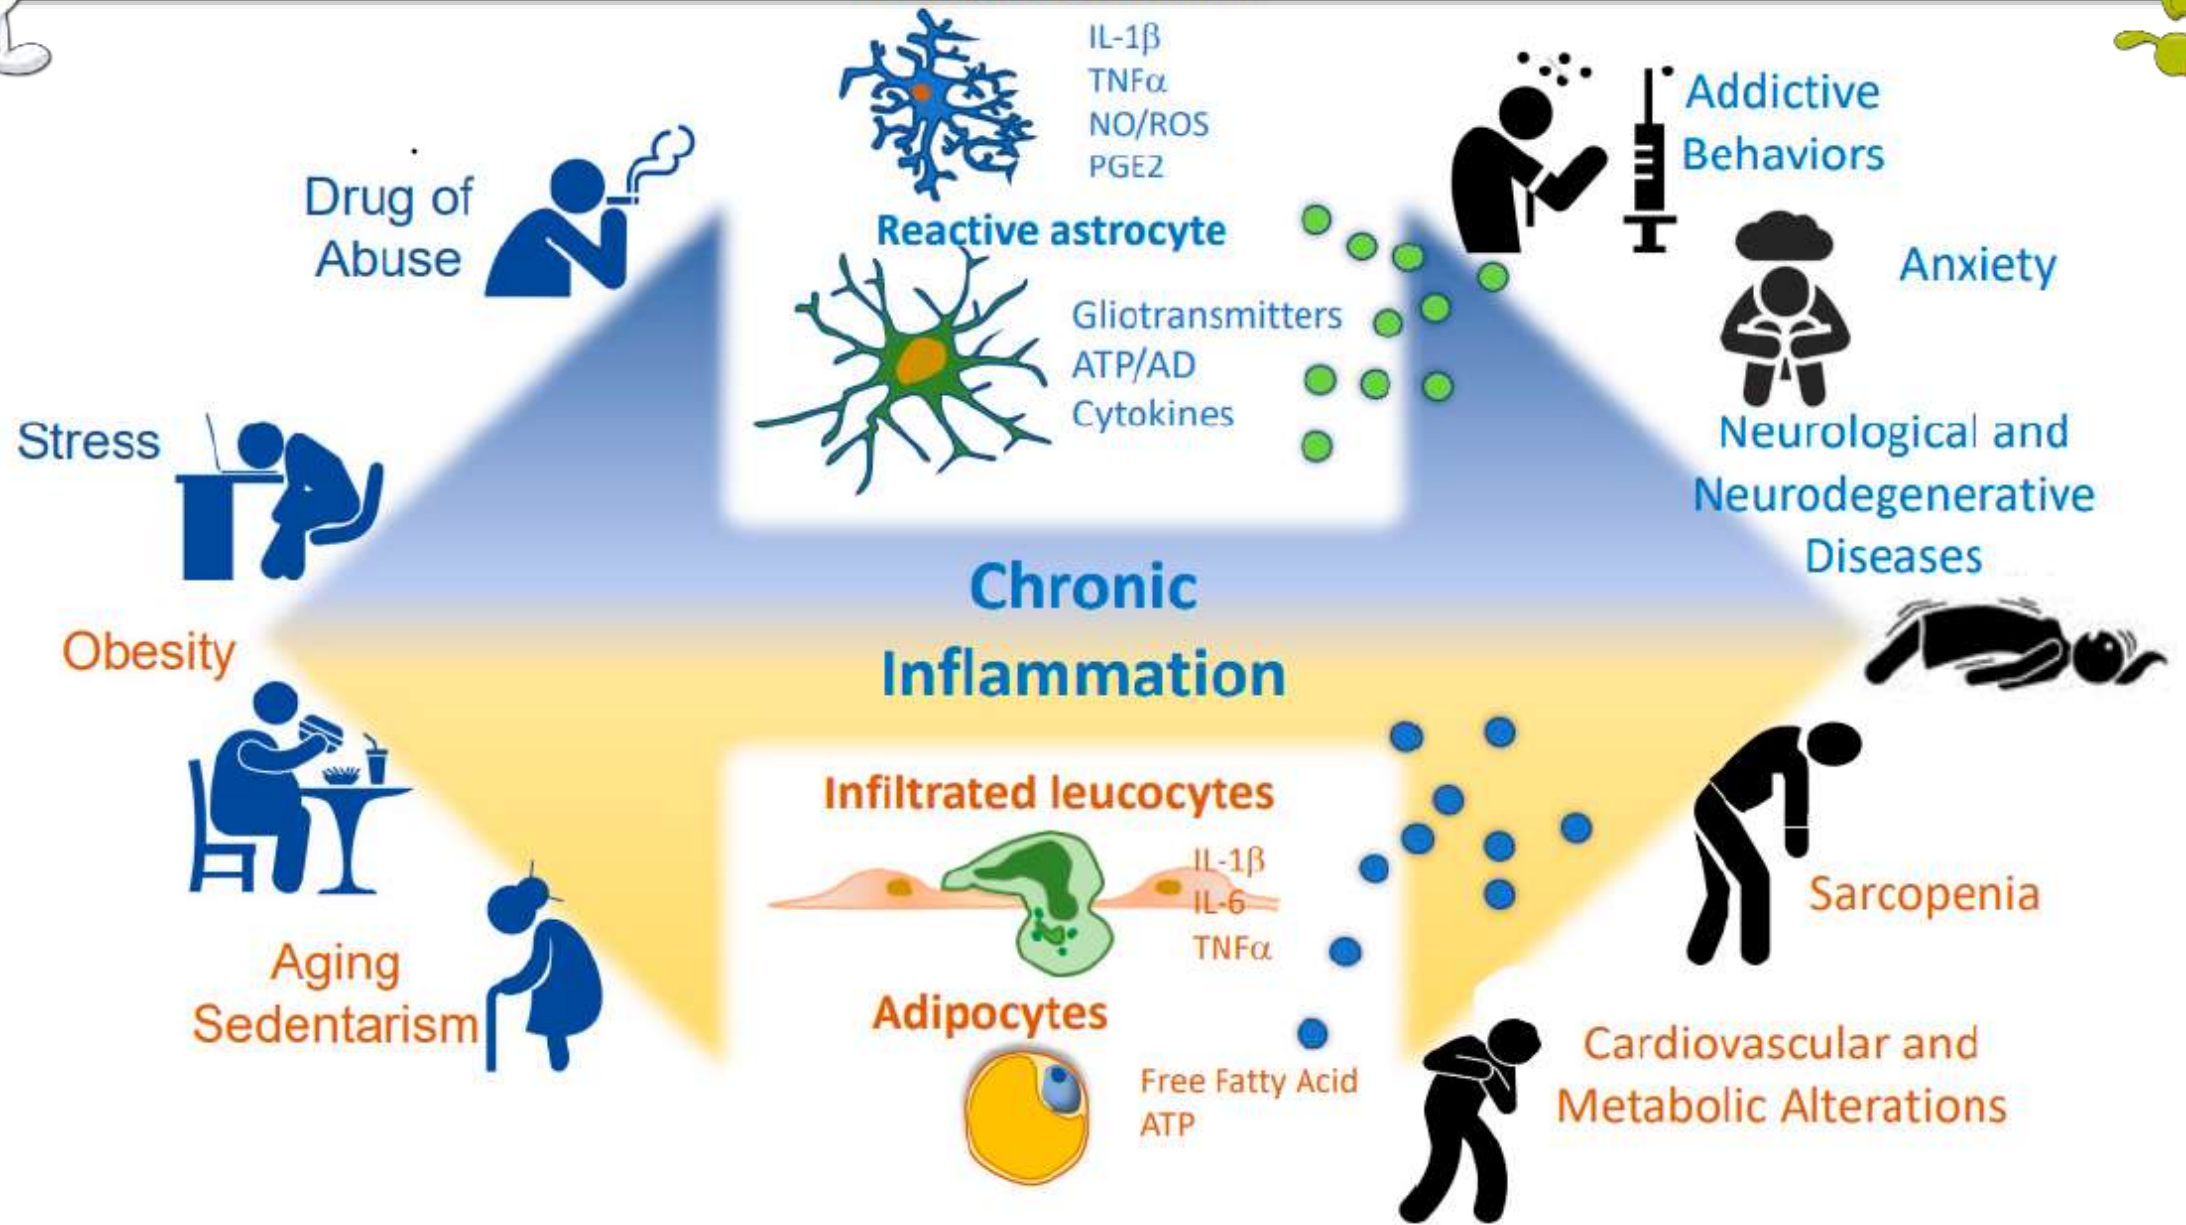 IL-1β
TNFα
NO/ROS
PGE2
Reactive astrocyte
Gliotransmitters
ATP/AD
Cytokines
Drug of
Abuse
Stress
Obesity
Aging
Sedentarism
Chronic
Inflammation
Infiltrated leucocytes
IL-1β
IL-6
TNFα
Adipocytes
Free Fatty Acid
ATP
Addictive
Behaviors
Anxiety
Neurological and
Neurodegenerative
Diseases
Sarcopenia
Cardiovascular and
Metabolic Alterations